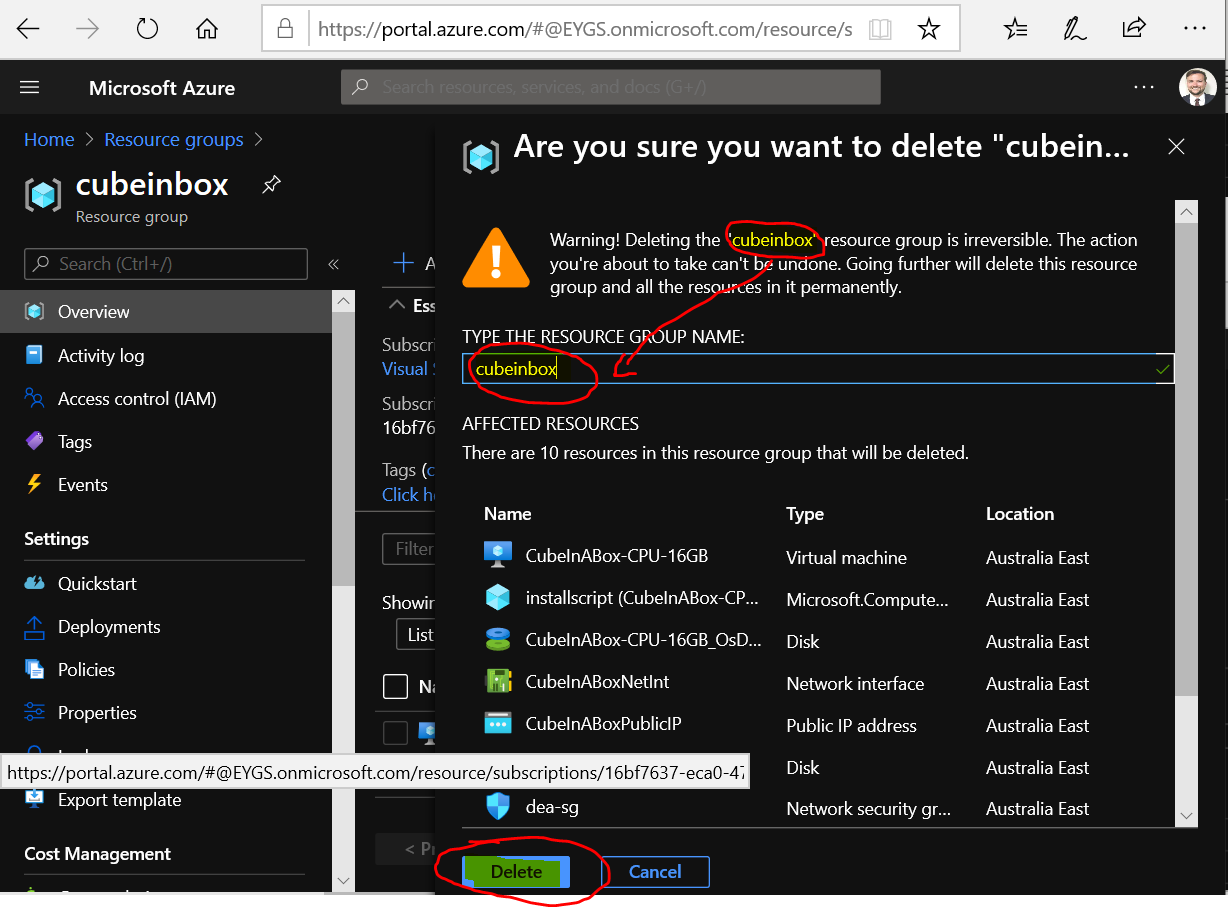 https://portal.azure.com/#@EYGS.onmicrosoft.com/resource/s
Microsoft Azure
Search resources, services, and docs (G+/)
Home > Resource groups >
cubeinbox
Resource group
Search (Ctrl+/)
«
Overview
Activity log
Access control (IAM)
Tags
Events
Settings
Quickstart
Deployments
Policies
Properties
Export template
Cost Management
A
Ess
Subscri
Visual S
Subscri
16bf76
Tags (c
Click he
Filter
Showin
List
Na
< Pr
Are you sure you want to delete "cubein...
Warning! Deleting the "cubeinbox" resource group is irreversible. The action
you're about to take can't be undone. Going further will delete this resource
group and all the resources in it permanently.
TYPE THE RESOURCE GROUP NAME:
cubeinbox
AFFECTED RESOURCES
There are 10 resources in this resource group that will be deleted.
Name Type Location
CubeInABox-CPU-16GB Virtual machine Australia East
installscript (CubeInABox-CP... Microsoft.Compute... Australia East
CubeInABox-CPU-16GB_OsD... Disk Australia East
CubeInABoxNetInt Network interface Australia East
CubeInABoxPublicIP Public IP address Australia East
Disk Australia East
dea-sg Network security gr... Australia East
https://portal.azure.com/#@EYGS.onmicrosoft.com/resource/subscriptions/16bf7637-eca0-47
Delete Cancel